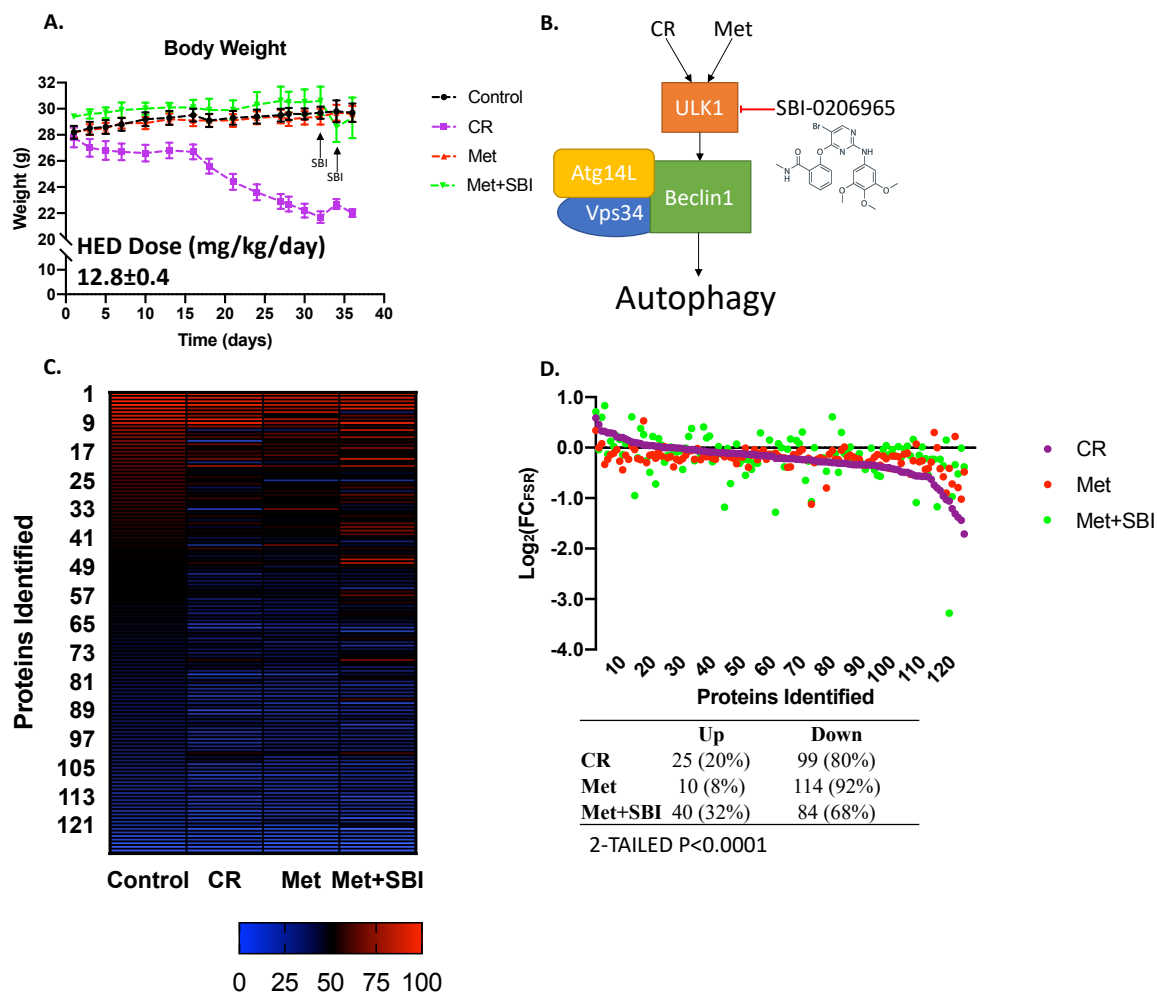 A.
Body Weight
Weight (g)
32
30
28
26
24
22
20
10
0
SBI
SBI
HED Dose (mg/kg/day)
12.8±0.4
0 5 10 15 20 25 30 35 40
Time (days)
Control
CR
Met
Met+SBI
B.
CR Met
ULK1
SBI-0206965
Br
N
N
O
NH
O
N
H
O
O
O
Atg14L
Vps34
Beclin1
Autophagy
C.
Proteins Identified
1
9
17
25
33
41
49
57
65
73
81
89
97
105
113
121
Control CR Met Met+SBI
0 25 50 75 100
D.
Log2(FCFSR)
1.0
0.0
-1.0
-2.0
-3.0
-4.0
10 20 30 40 50 60 70 80 90 100 110 120
Proteins Identified
CR
Met
Met+SBI
Up Down
CR 25 (20%) 99 (80%)
Met 10 (8%) 114 (92%)
Met+SBI 40 (32%) 84 (68%)
2-TAILED P<0.0001